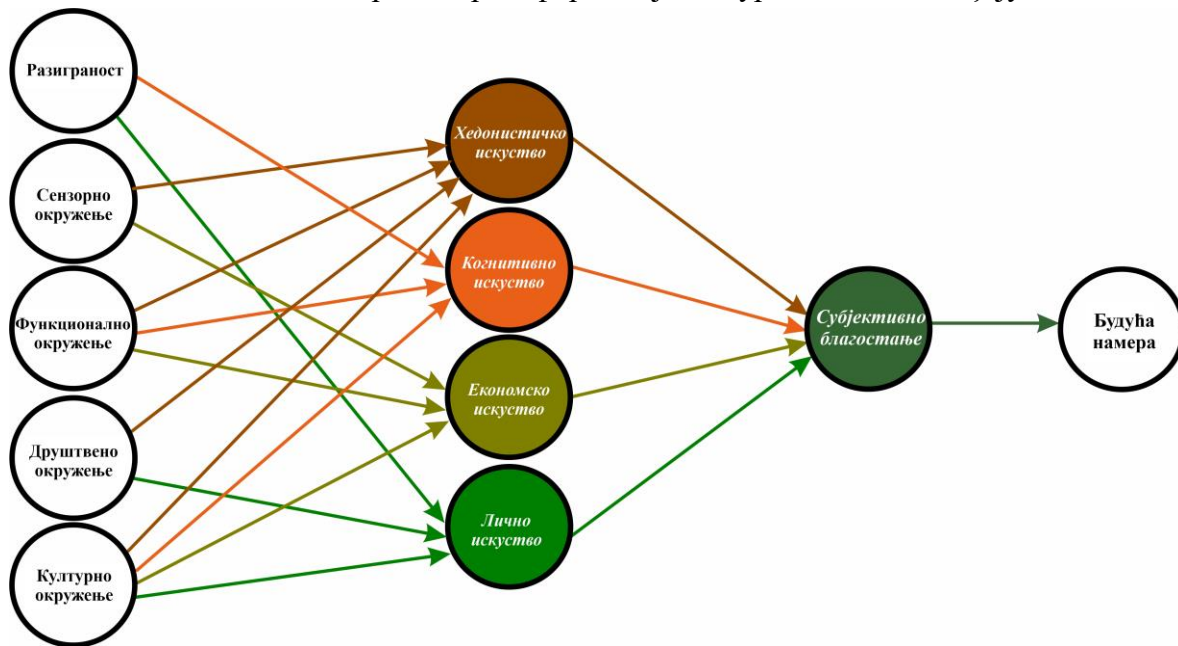 Разиграност
Сензорно
окружење
Функционално
окружење
Друштвено
окружење
Културно
окружење
Хедонистичко
искуство
Когнитивно
искуство
Економско
искуство
Лично
искуство
Субјективно
благостање
Будућа
намера